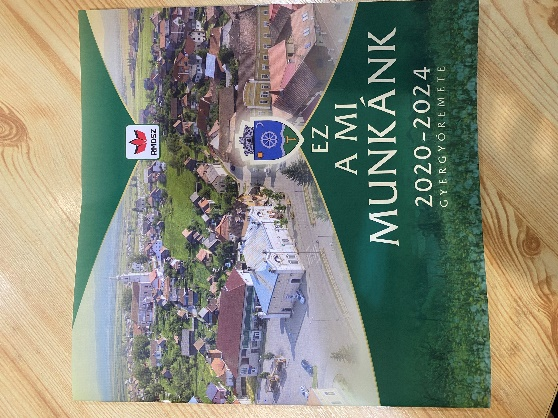 RMDSZ
EZ
A MI
MUNKÁNK
2020-2024
GYERGYÓREMETE